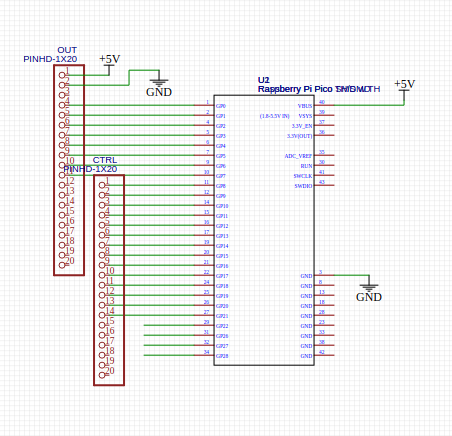 OUT
PINHD-1X20
1
2
3
4
5
6
7
8
9
10
11
12
13
14
15
16
17
18
19
20
+5V
GND
CTRL
PINHD-1X20
1
2
3
4
5
6
7
8
9
10
11
12
13
14
15
16
17
18
19
20
Raspberry Pi Pico
1 GP0
2 GP1
4 GP2
5 GP3
6 GP4
7 GP5
9 GP6
10 GP7
11 GP8
12 GP9
14 GP10
15 GP11
16 GP12
17 GP13
19 GP14
20 GP15
21 GP16
22 GP17
24 GP18
25 GP19
26 GP20
27 GP21
29 GP22
31 GP26
32 GP27
34 GP28
VBUS 40
(1.8-5.5V IN) VSYS 39
3.3V_EN 37
3.3V(OUT) 36
ADC_VREF 35
RUN 30
SWCLK 41
SWDIO 43
GND 3
GND 8
GND 13
GND 18
GND 28
GND 23
GND 33
GND 38
GND 42
+5V
GND